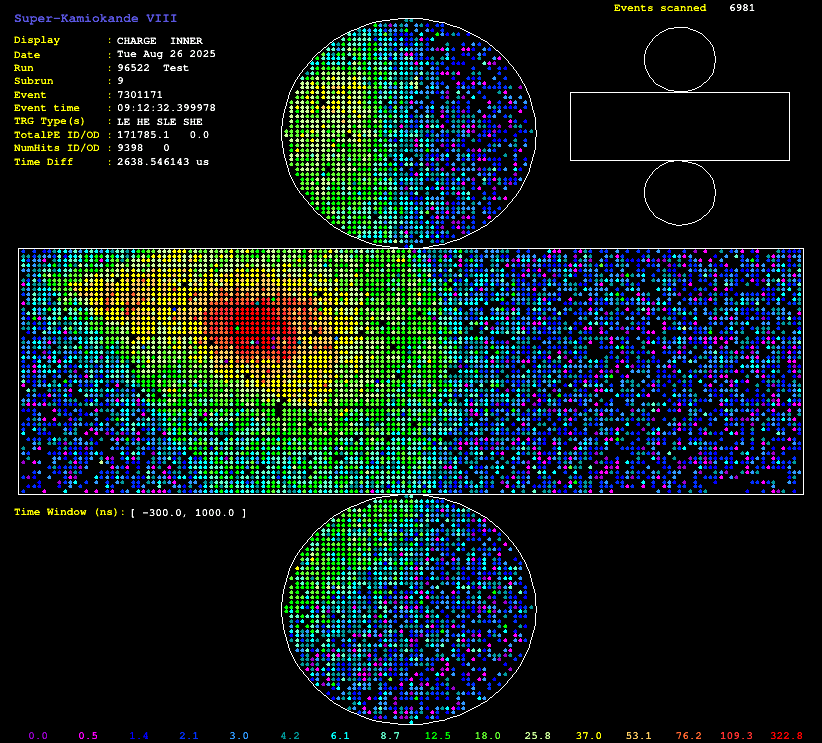 Super-Kamiokande VIII
Events scanned 6981
Display : CHARGE INNER
Date : Tue Aug 26 2025
Run : 96522 Test
Subrun : 9
Event : 7301171
Event time : 09:12:32.399978
TRG Type(s) : LE HE SLE SHE
TotalPE ID/OD : 171785.1 0.0
NumHits ID/OD : 9398 0
Time Diff : 2638.546143 us
Time Window (ns): [ -300.0, 1000.0 ]
0.0 0.5 1.4 2.1 3.0 4.2 6.1 8.7 12.5 18.0 25.8 37.0 53.1 76.2 109.3 322.8